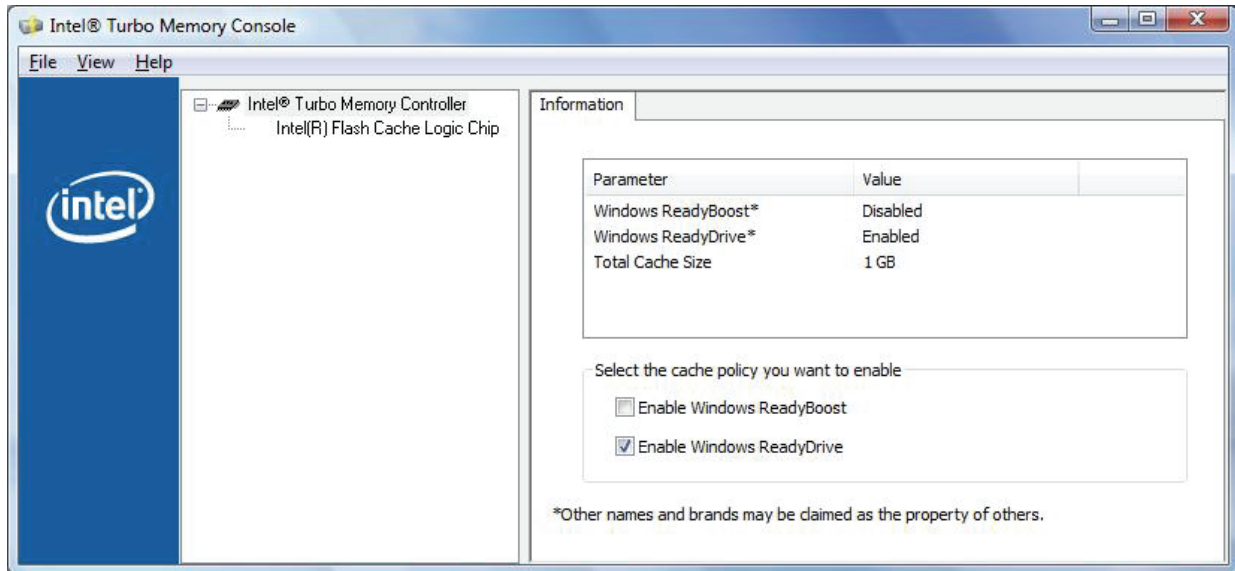 Intel® Turbo Memory Console
File View Help
intel
Intel® Turbo Memory Controller
Intel(R) Flash Cache Logic Chip
Information
Parameter Value
Windows ReadyBoost* Disabled
Windows ReadyDrive* Enabled
Total Cache Size 1 GB
Select the cache policy you want to enable
Enable Windows ReadyBoost
Enable Windows ReadyDrive
*Other names and brands may be claimed as the property of others.